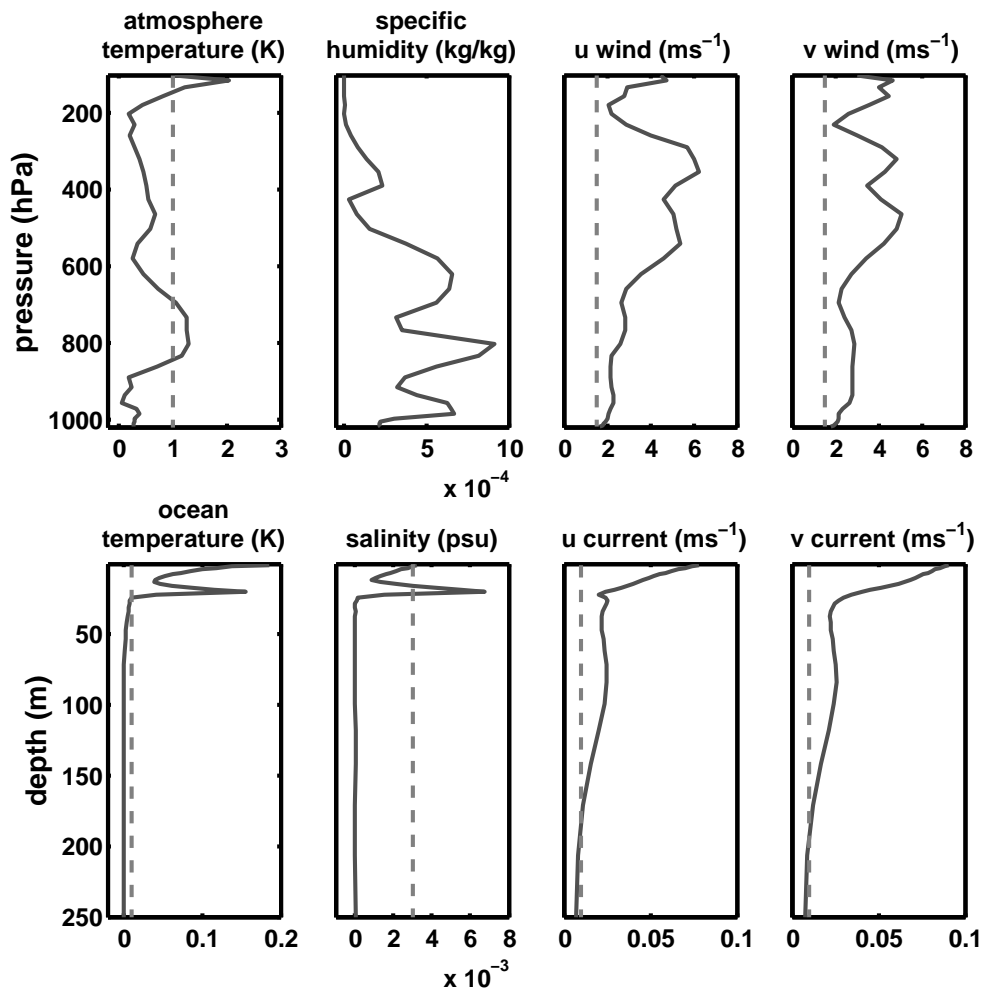 atmosphere
temperature (K)
specific
humidity (kg/kg)
u wind (ms⁻¹)
v wind (ms⁻¹)
pressure (hPa)
200
400
600
800
1000
0 1 2 3
0 5 10
x 10⁻⁴
0 2 4 6 8
0 2 4 6 8
ocean
temperature (K)
salinity (psu)
u current (ms⁻¹)
v current (ms⁻¹)
depth (m)
50
100
150
200
250
0 0.1 0.2
0 2 4 6 8
x 10⁻³
0 0.05 0.1
0 0.05 0.1